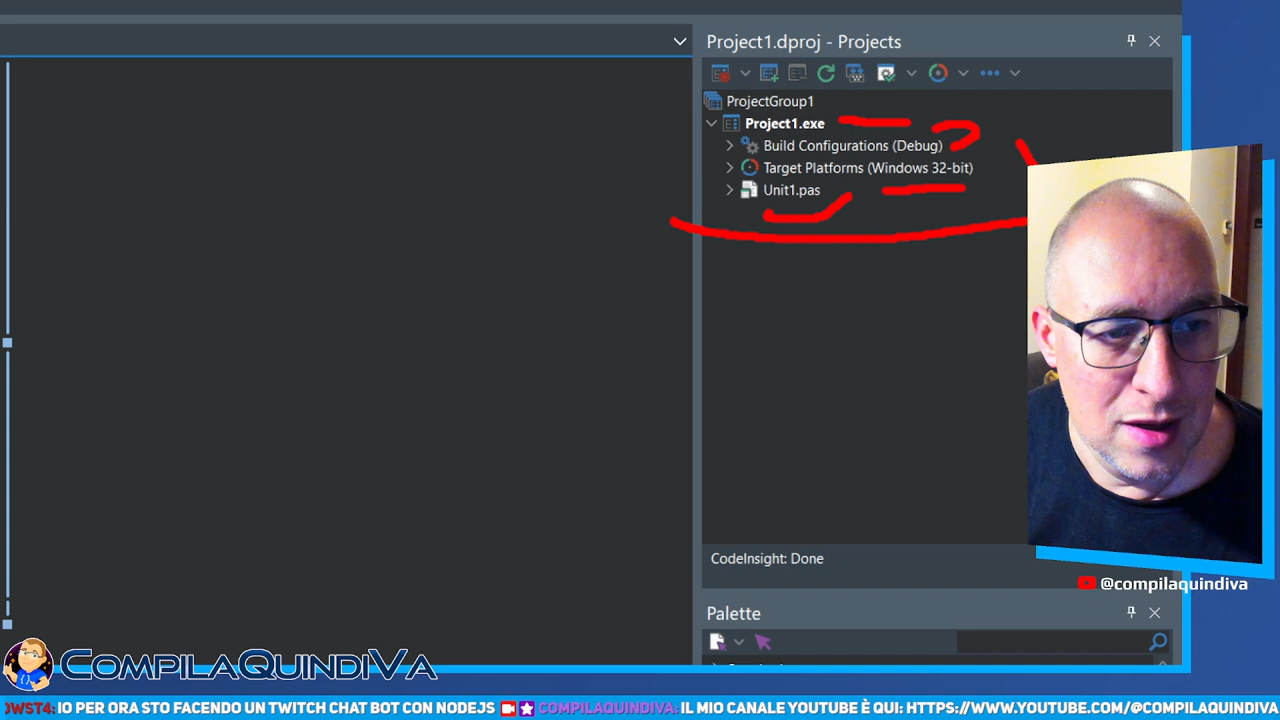 Project1.dproj - Projects
ProjectGroup1
Project1.exe
Build Configurations (Debug)
Target Platforms (Windows 32-bit)
Unit1.pas
CodeInsight: Done
@compilaquindiva
Palette
COMPILAQUINDIVA
OWST4: IO PER ORA STO FACENDO UN TWITCH CHAT BOT CON NODEJS COMPILAQUINDIVA: IL MIO CANALE YOUTUBE È QUI: HTTPS://WWW.YOUTUBE.COM/@COMPILAQUINDIVA